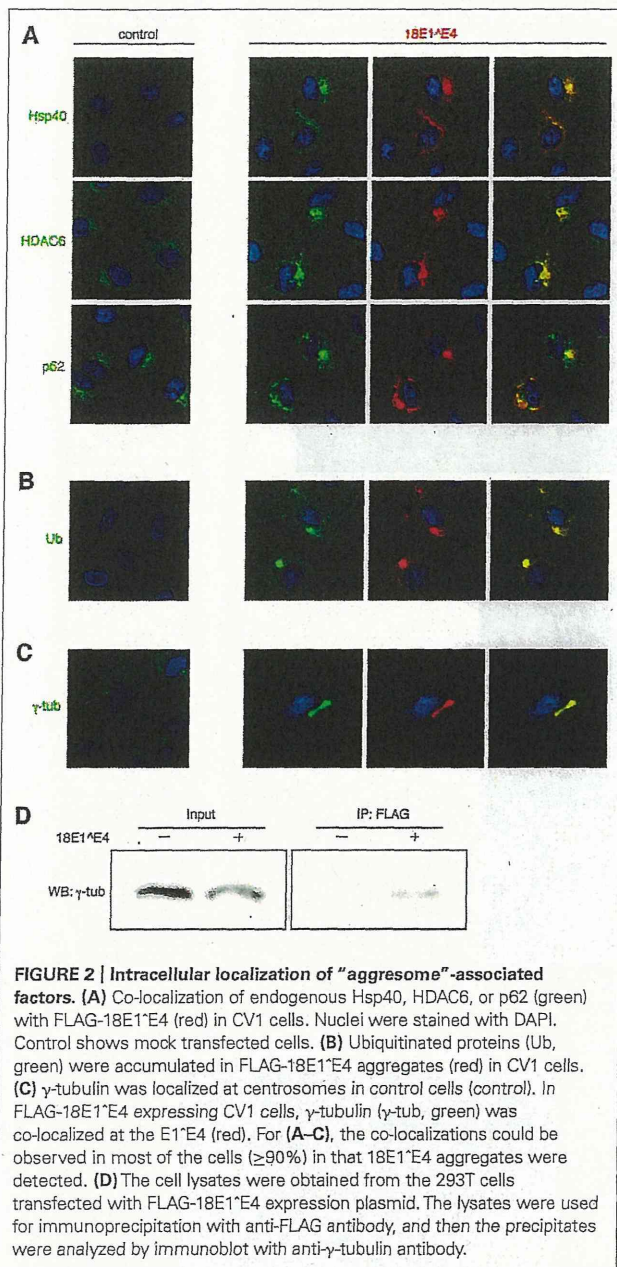 A
control
18E1^E4
Hsp40
HDAC6
p62
B
Ub
C
γ-tub
D
Input
IP: FLAG
18E1^E4 — + — +
WB: γ-tub
FIGURE 2 | Intracellular localization of "aggresome"-associated
factors. (A) Co-localization of endogenous Hsp40, HDAC6, or p62 (green)
with FLAG-18E1^E4 (red) in CV1 cells. Nuclei were stained with DAPI.
Control shows mock transfected cells. (B) Ubiquitinated proteins (Ub,
green) were accumulated in FLAG-18E1^E4 aggregates (red) in CV1 cells.
(C) γ-tubulin was localized at centrosomes in control cells (control). In
FLAG-18E1^E4 expressing CV1 cells, γ-tubulin (γ-tub, green) was
co-localized at the E1^E4 (red). For (A–C), the co-localizations could be
observed in most of the cells (≥90%) in that 18E1^E4 aggregates were
detected. (D) The cell lysates were obtained from the 293T cells
transfected with FLAG-18E1^E4 expression plasmid. The lysates were used
for immunoprecipitation with anti-FLAG antibody, and then the precipitates
were analyzed by immunoblot with anti-γ-tubulin antibody.